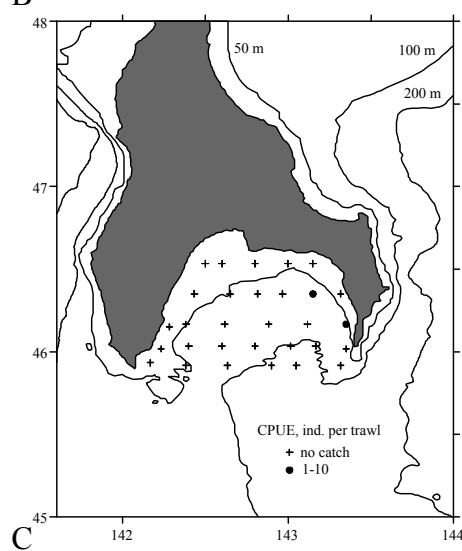 B
48
50 m
100 m
200 m
47
46
CPUE, ind. per trawl
+ no catch
● 1-10
45
142
143
144
C